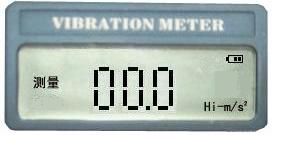 VIBRATION METER
测量 00.0 Hi-m/s²